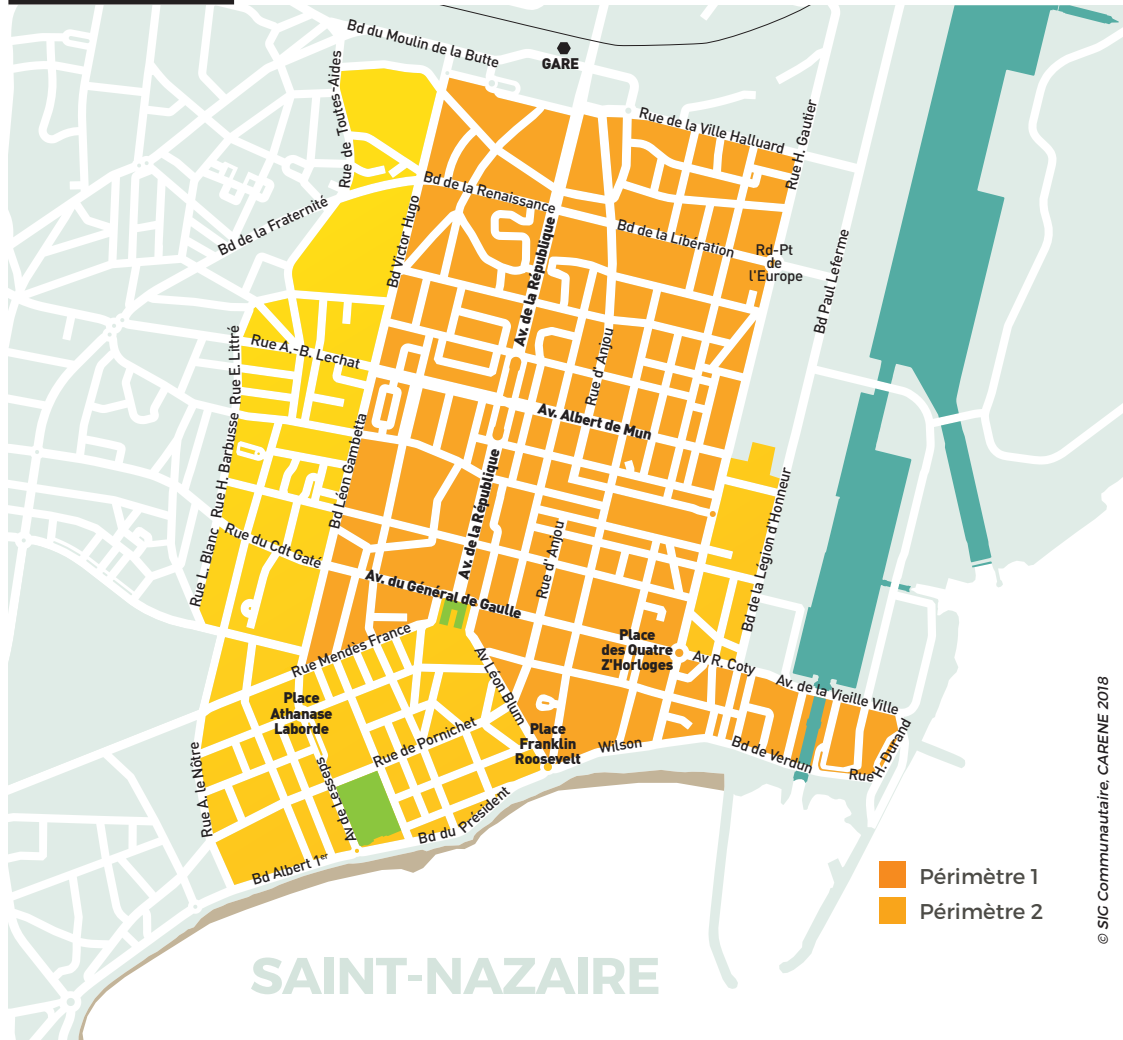 Bd du Moulin de la Butte
GARE
Rue de Toutes-Aides
Rue de la Ville Halluard
Rue H. Gautier
Bd de la Renaissance
Bd de la Fraternité
Bd Victor Hugo
Av. de la République
Bd de la Libération
Rd-Pt
de
l'Europe
Bd Paul Leferme
Rue E. Littré
Rue A.-B. Lechat
Rue d'Anjou
Av. Albert de Mun
Rue H. Barbusse
Bd Léon Gambetta
Av. de la République
Bd de la Légion d'Honneur
Rue L. Blanc
Rue du Cdt Gaté
Rue d'Anjou
Av. du Général de Gaulle
Rue Mendès France
Place
des Quatre
Z'Horloges
Av R. Coty
Av. de la Vieille Ville
Av Léon Blum
Place
Athanase
Laborde
Rue de Pornichet
Place
Franklin
Roosevelt
Wilson
Bd de Verdun
Rue H. Durand
Rue A. le Nôtre
Av de Lesseps
Bd du Président
Bd Albert 1er
Périmètre 1
Périmètre 2
SAINT-NAZAIRE
© SIG Communautaire, CARENE 2018